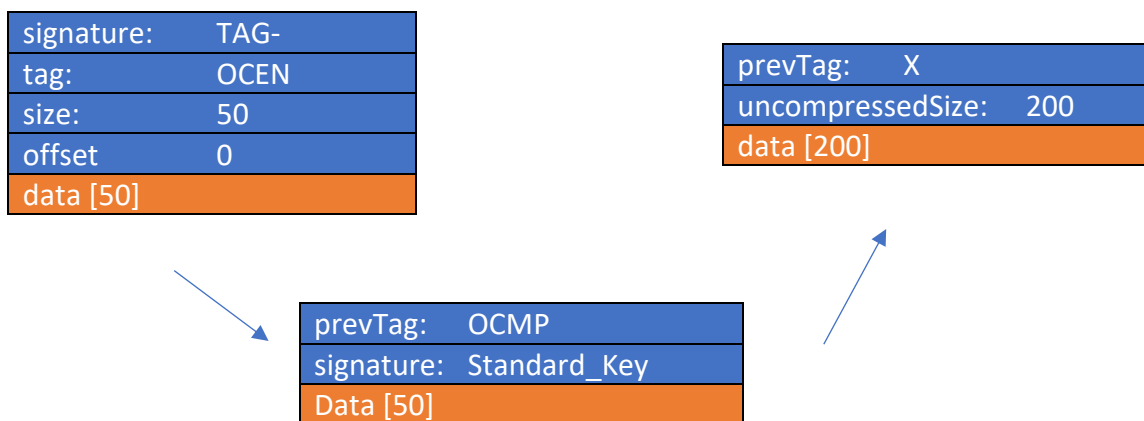 signature: TAG-
tag: OCEN
size: 50
offset 0
data [50]
prevTag: X
uncompressedSize: 200
data [200]
prevTag: OCMP
signature: Standard_Key
Data [50]